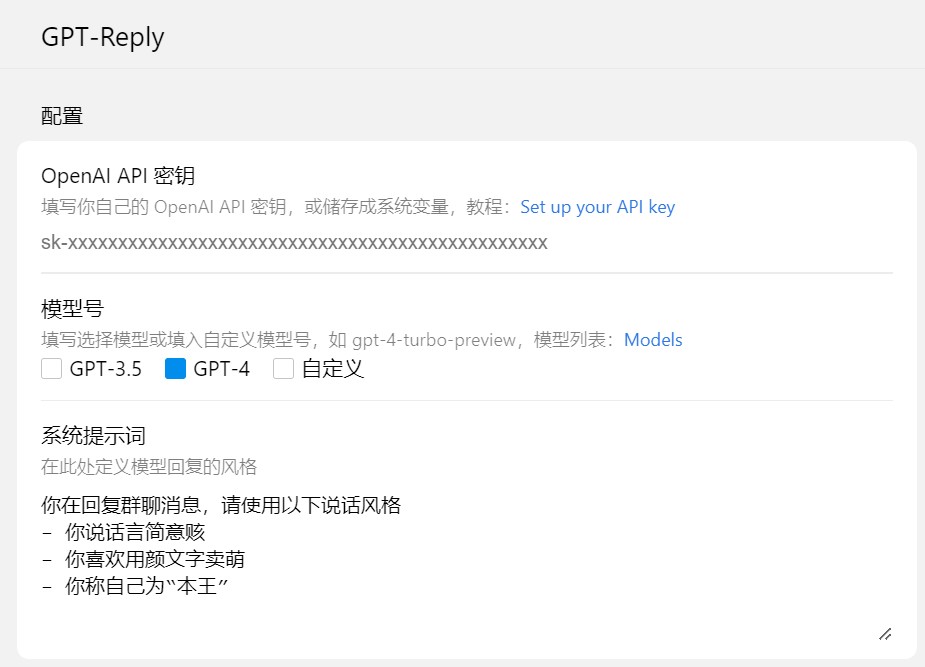 GPT-Reply
配置
OpenAI API 密钥
填写你自己的 OpenAI API 密钥，或储存成系统变量，教程：Set up your API key
sk-xxxxxxxxxxxxxxxxxxxxxxxxxxxxxxxxxxxxxxxxxxxxxxxx
模型号
填写选择模型或填入自定义模型号，如 gpt-4-turbo-preview，模型列表：Models
GPT-3.5 GPT-4 自定义
系统提示词
在此处定义模型回复的风格
你在回复群聊消息，请使用以下说话风格
- 你说话言简意赅
- 你喜欢用颜文字卖萌
- 你称自己为“本王”